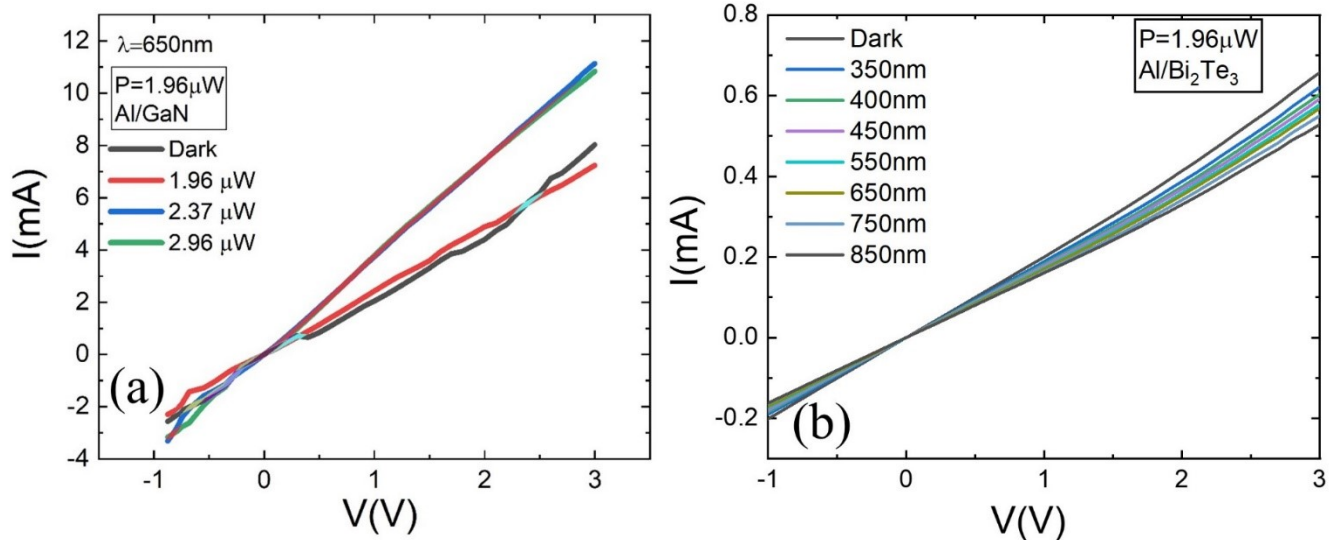 λ=650nm
P=1.96μW
Al/GaN
Dark
1.96 μW
2.37 μW
2.96 μW
12
10
8
6
4
2
0
-2
-4
-1
0
1
2
3
I(mA)
V(V)
(a)
Dark
350nm
400nm
450nm
550nm
650nm
750nm
850nm
P=1.96μW
Al/Bi₂Te₃
0.8
0.6
0.4
0.2
0.0
-0.2
-1
0
1
2
3
I(mA)
V(V)
(b)